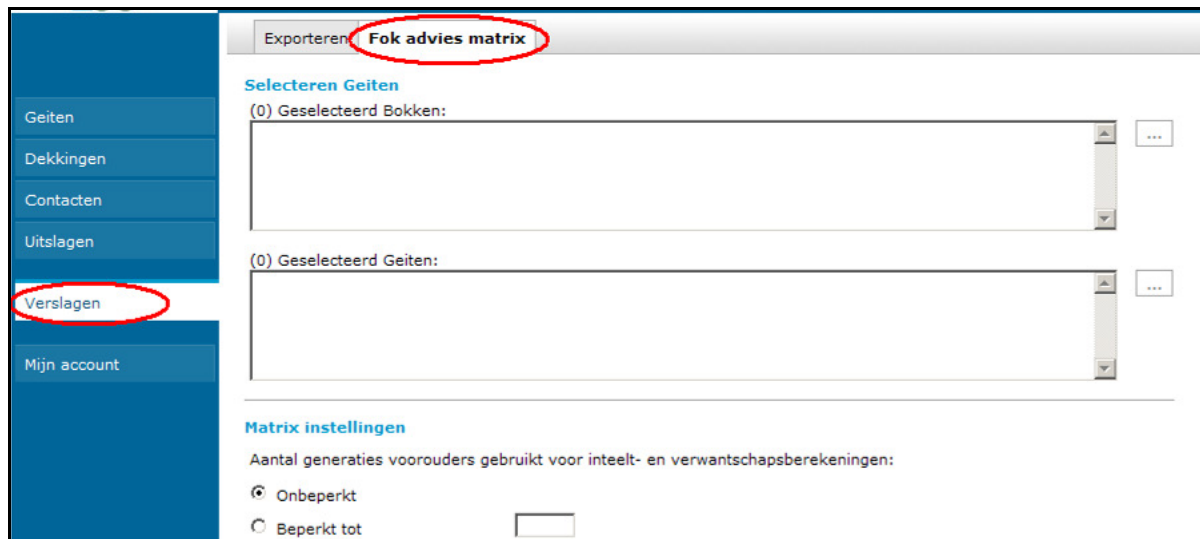 Exporteren Fok advies matrix
Geiten
Dekkingen
Contacten
Uitslagen
Verslagen
Mijn account
Selecteren Geiten
(0) Geselecteerd Bokken:
...
(0) Geselecteerd Geiten:
...
Matrix instellingen
Aantal generaties voorouders gebruikt voor inteelt- en verwantschapsberekeningen:
Onbeperkt
Beperkt tot